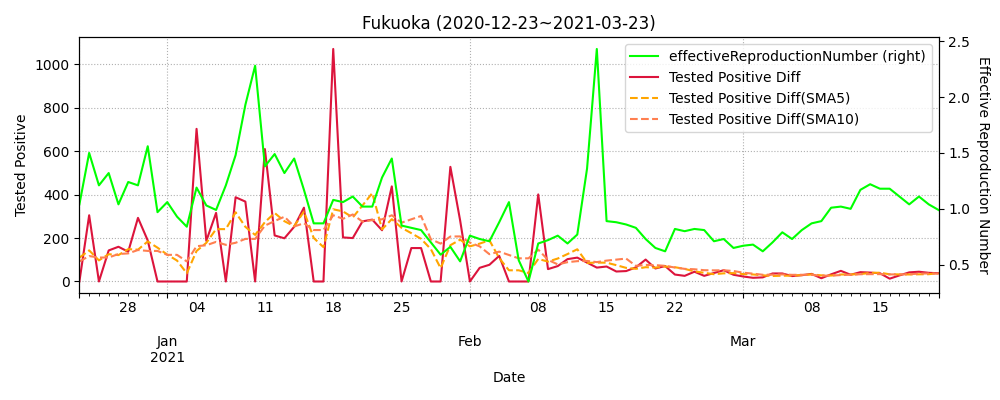 Fukuoka (2020-12-23~2021-03-23)
effectiveReproductionNumber (right)
Tested Positive Diff
Tested Positive Diff(SMA5)
Tested Positive Diff(SMA10)
Tested Positive
1000
800
600
400
200
0
Effective Reproduction Number
2.5
2.0
1.5
1.0
0.5
28 04 11 18 25 08 15 22 08 15
Jan Feb Mar
2021
Date